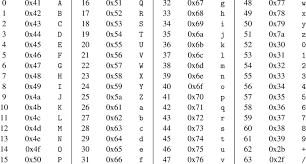 0 0x41 A 16 0x51 Q 32 0x67 g 48 0x77 w
1 0x42 B 17 0x52 R 33 0x68 h 49 0x78 x
2 0x43 C 18 0x53 S 34 0x69 i 50 0x79 y
3 0x44 D 19 0x54 T 35 0x6a j 51 0x7a z
4 0x45 E 20 0x55 U 36 0x6b k 52 0x30 0
5 0x46 F 21 0x56 V 37 0x6c l 53 0x31 1
6 0x47 G 22 0x57 W 38 0x6d m 54 0x32 2
7 0x48 H 23 0x58 X 39 0x6e n 55 0x33 3
8 0x49 I 24 0x59 Y 40 0x6f o 56 0x34 4
9 0x4a J 25 0x5a Z 41 0x70 p 57 0x35 5
10 0x4b K 26 0x61 a 42 0x71 q 58 0x36 6
11 0x4c L 27 0x62 b 43 0x72 r 59 0x37 7
12 0x4d M 28 0x63 c 44 0x73 s 60 0x38 8
13 0x4e N 29 0x64 d 45 0x74 t 61 0x39 9
14 0x4f O 30 0x65 e 46 0x75 u 62 0x2b +
15 0x50 P 31 0x66 f 47 0x76 v 63 0x2f /